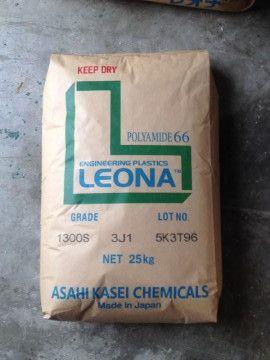 KEEP DRY
POLYAMIDE 66
ENGINEERING PLASTICS
LEONA™
GRADE LOT NO.
1300S 3J1 5K3T96
NET 25kg
ASAHI KASEI CHEMICALS
Made in Japan